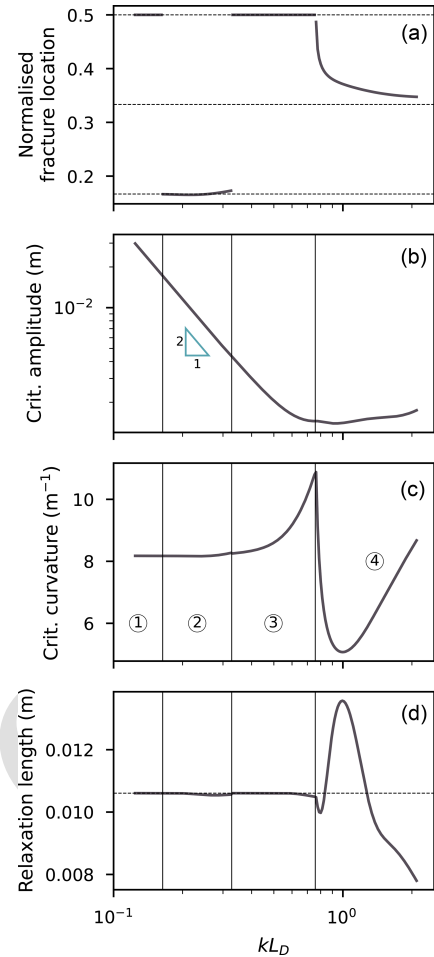 (a)
0.5
0.4
0.3
0.2
Normalised
fracture location
(b)
10⁻²
Crit. amplitude (m)
2
1
(c)
10
8
6
Crit. curvature (m⁻¹)
① ② ③ ④
(d)
0.012
0.010
0.008
Relaxation length (m)
10⁻¹ 10⁰
kL_D